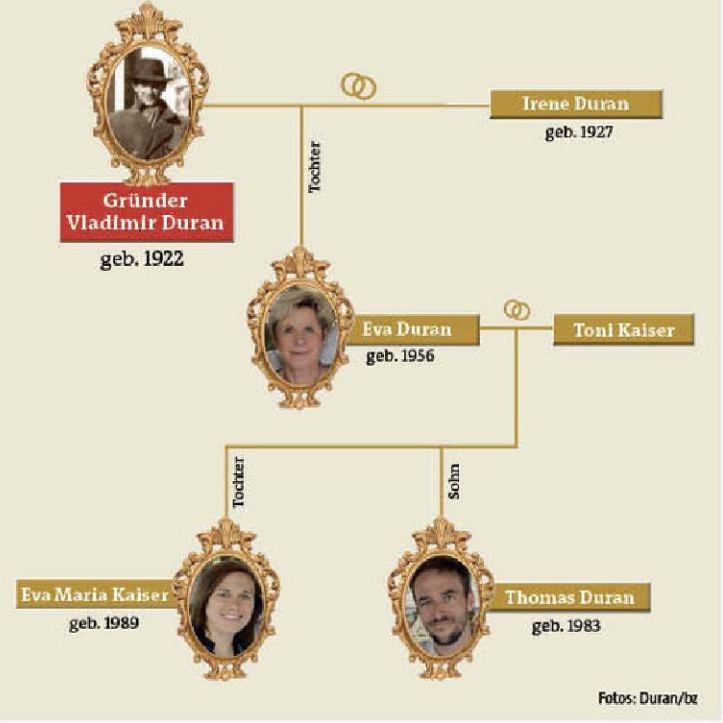 Irene Duran
geb. 1927
Tochter
Gründer
Vladimir Duran
geb. 1922
Eva Duran
geb. 1956
Toni Kaiser
Tochter
Sohn
Eva Maria Kaiser
geb. 1989
Thomas Duran
geb. 1983
Fotos: Duran/bz